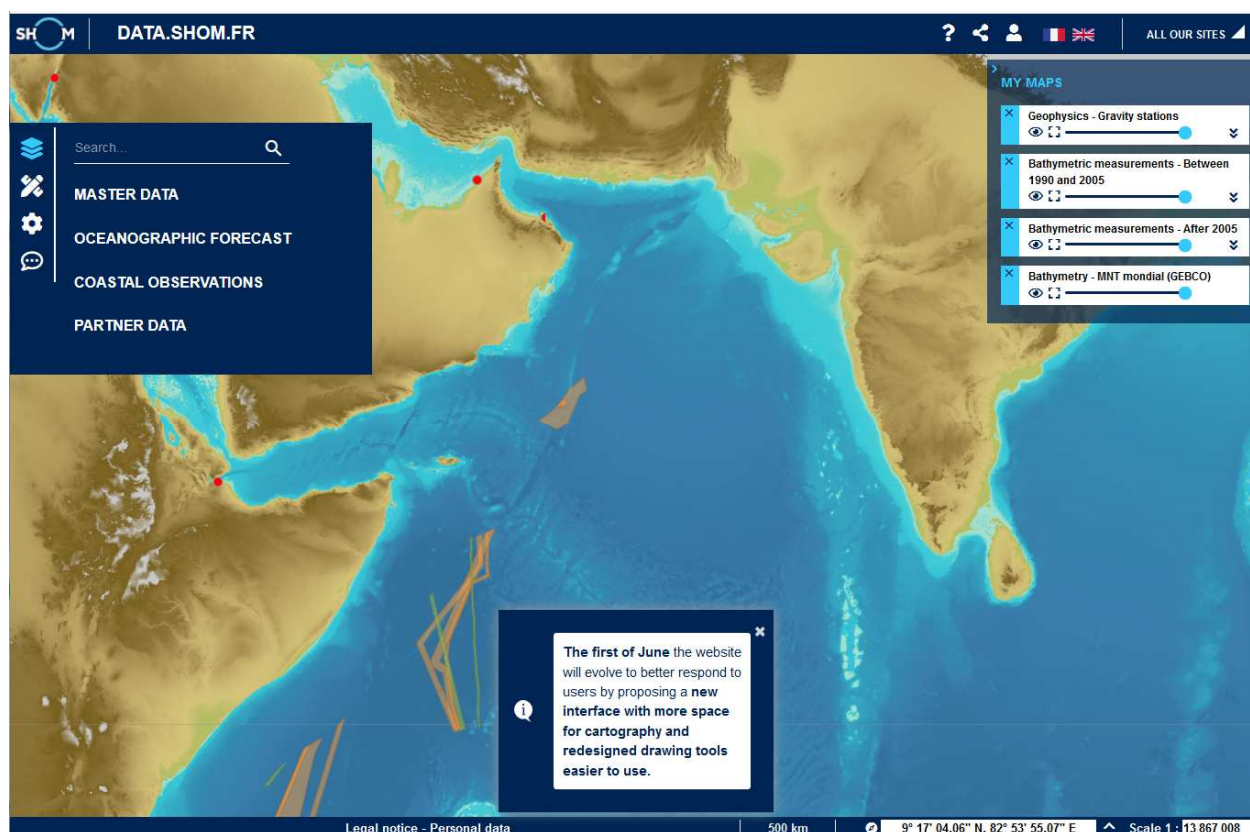 SHOM
DATA.SHOM.FR
?
ALL OUR SITES
MY MAPS
Geophysics - Gravity stations
Bathymetric measurements - Between
1990 and 2005
Bathymetric measurements - After 2005
Bathymetry - MNT mondial (GEBCO)
Search...
MASTER DATA
OCEANOGRAPHIC FORECAST
COASTAL OBSERVATIONS
PARTNER DATA
The first of June the website
will evolve to better respond to
users by proposing a new
interface with more space
for cartography and
redesigned drawing tools
easier to use.
Legal notice - Personal data
500 km
9° 17' 04.06" N, 82° 53' 55.07" E
Scale 1 : 13 867 008